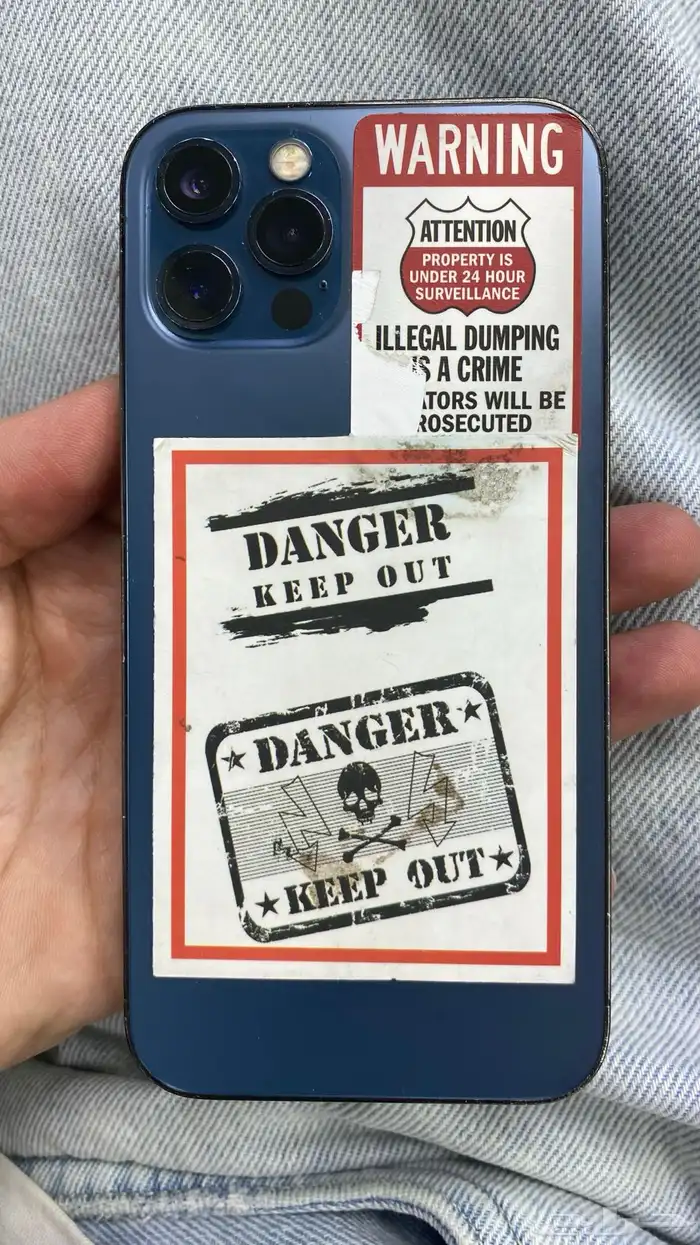 WARNING
ATTENTION
PROPERTY IS
UNDER 24 HOUR
SURVEILLANCE
ILLEGAL DUMPING
S A CRIME
ATORS WILL BE
ROSECUTED
DANGER
KEEP OUT
DANGER
KEEP OUT